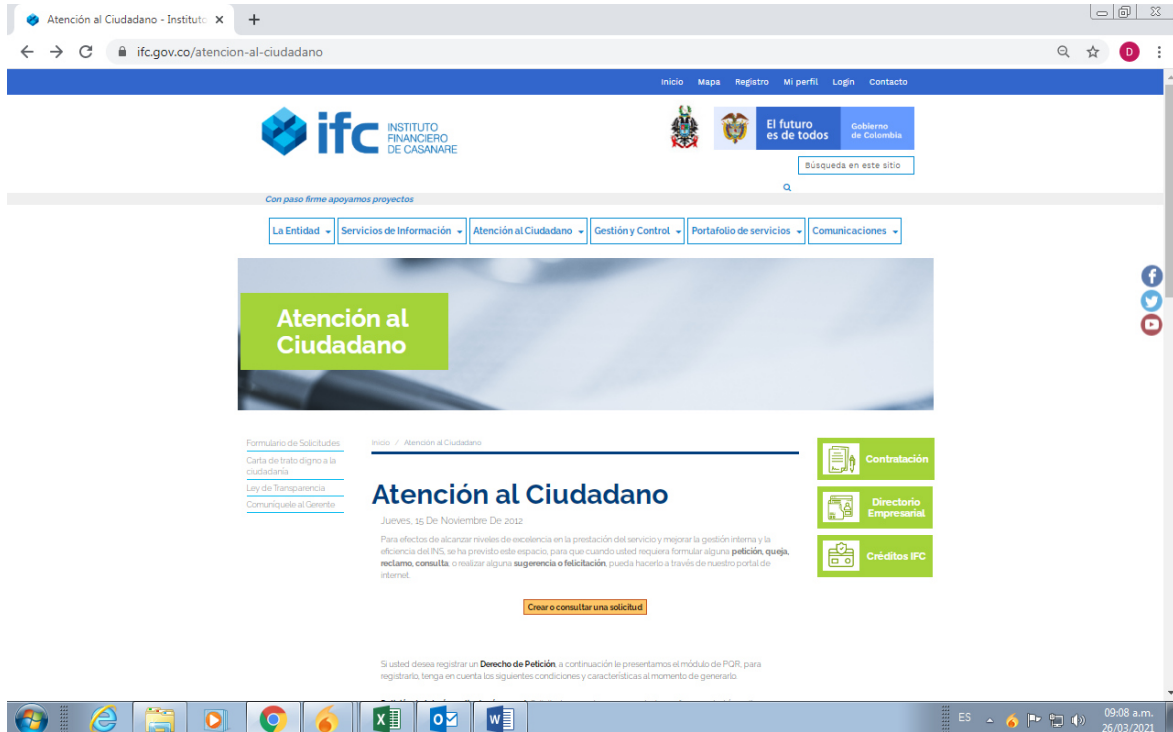 Atención al Ciudadano - Instituto
ifc.gov.co/atencion-al-ciudadano
D
Inicio Mapa Registro Mi perfil Login Contacto
ifc INSTITUTO
FINANCIERO
DE CASANARE
El futuro
es de todos
Gobierno
de Colombia
Búsqueda en este sitio
Con paso firme apoyamos proyectos
La Entidad Servicios de Información Atención al Ciudadano Gestión y Control Portafolio de servicios Comunicaciones
Atención al
Ciudadano
Formulario de Solicitudes
Carta de trato digno a la
ciudadanía
Ley de Transparencia
Comuníquele al Gerente
Inicio / Atención al Ciudadano
Atención al Ciudadano
Jueves, 15 De Noviembre De 2012
Para efectos de alcanzar niveles de excelencia en la prestación del servicio y mejorar la gestión interna y la
eficiencia del INS, se ha previsto este espacio, para que cuando usted requiera formular alguna petición, queja,
reclamo, consulta, o realizar alguna sugerencia o felicitación, pueda hacerlo a través de nuestro portal de
internet.
Crear o consultar una solicitud
Si usted desea registrar un Derecho de Petición, a continuación le presentamos el módulo de PQR, para
registrarlo, tenga en cuenta los siguientes condiciones y características al momento de generarlo.
Contratación
Directorio
Empresarial
Créditos IFC
ES
09:08 a.m.
26/03/2021